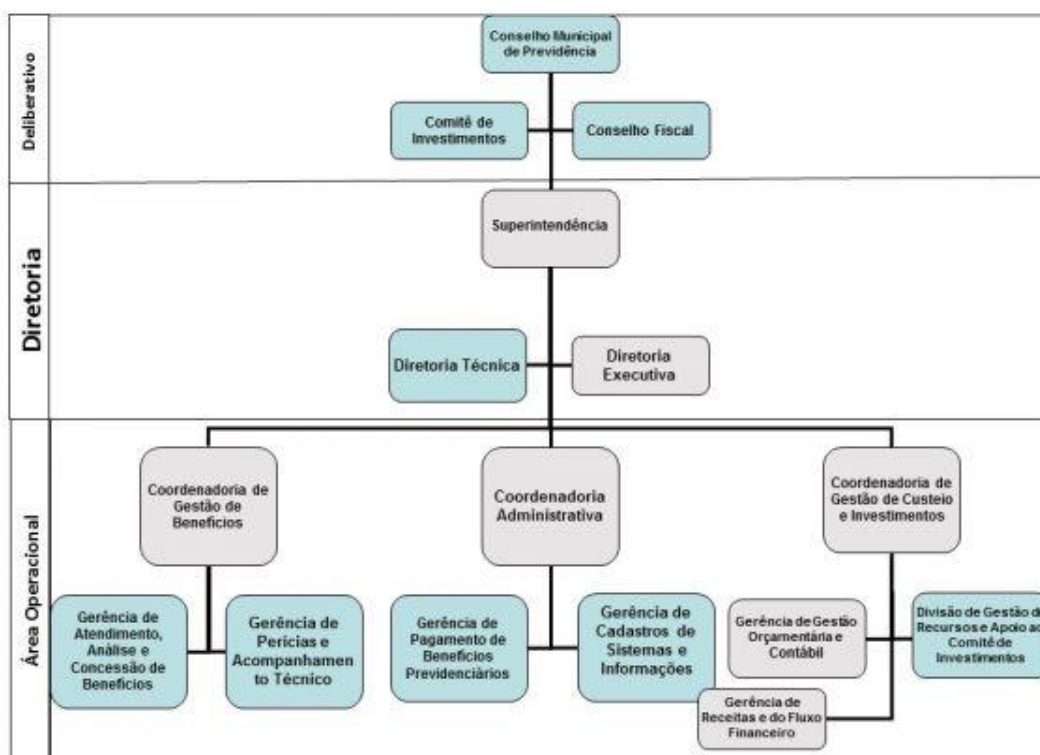 Deliberativo
Conselho Municipal
de Previdência
Comitê de
Investimentos
Conselho Fiscal
Diretoria
Superintendência
Diretoria Técnica
Diretoria
Executiva
Área Operacional
Coordenadoria de
Gestão de
Benefícios
Coordenadoria
Administrativa
Coordenadoria de
Gestão de Custeio
e Investimentos
Gerência de
Atendimento,
Análise e
Concessão de
Benefícios
Gerência de
Perícias e
Acompanhamen
to Técnico
Gerência de
Pagamento de
Benefícios
Previdenciários
Gerência de
Cadastros de
Sistemas e
Informações
Gerência de Gestão
Orçamentária e
Contábil
Divisão de Gestão de
Recursos e Apoio ao
Comitê de
Investimentos
Gerência de
Receitas e do Fluxo
Financeiro